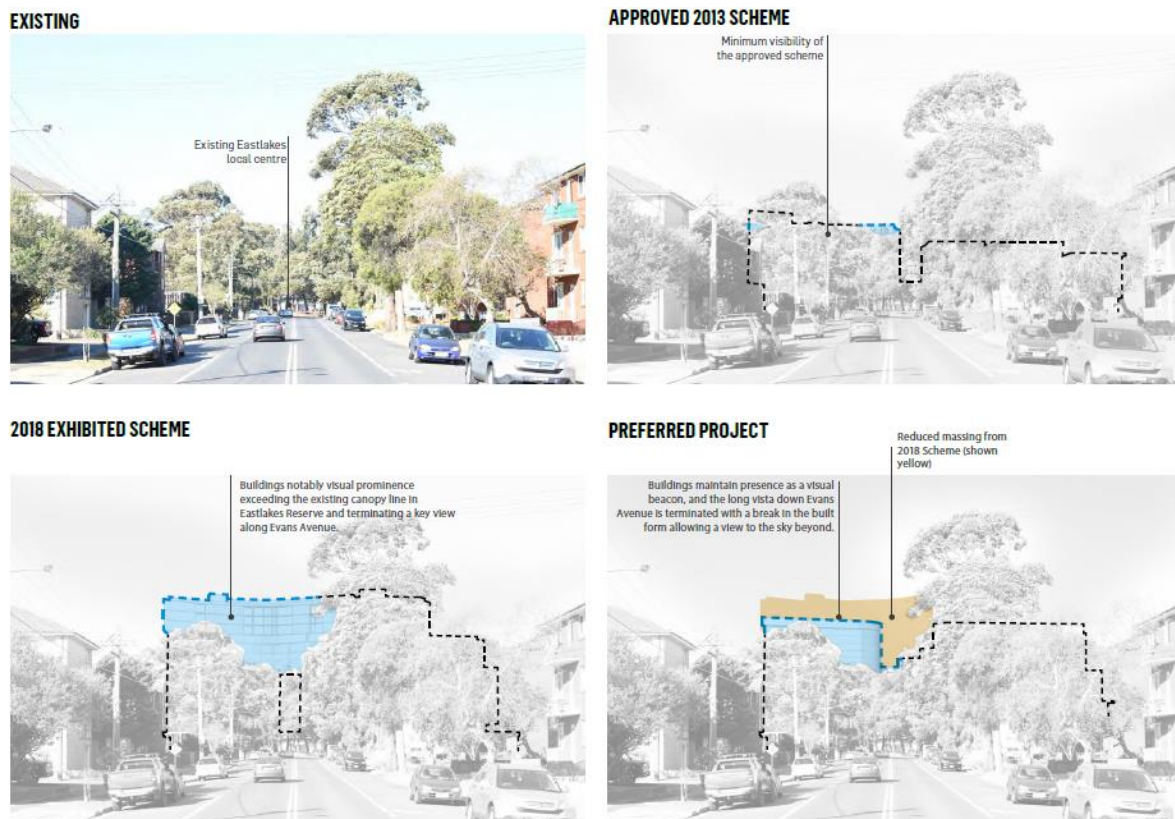 EXISTING
Existing Eastlakes
local centre
APPROVED 2013 SCHEME
Minimum visibility of
the approved scheme
2018 EXHIBITED SCHEME
Buildings notably visual prominence
exceeding the existing canopy line in
Eastlakes Reserve and terminating a key view
along Evans Avenue.
PREFERRED PROJECT
Reduced massing from
2018 Scheme (shown
yellow)
Buildings maintain presence as a visual
beacon, and the long vista down Evans
Avenue is terminated with a break in the built
form allowing a view to the sky beyond.